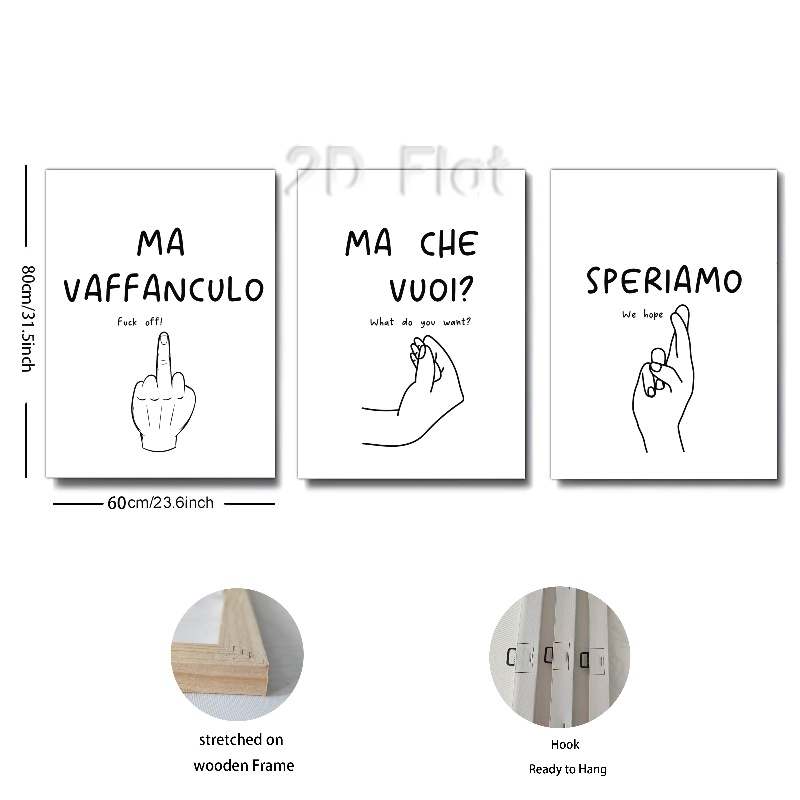 2D Flat
80cm/31.5inch
MA
VAFFANCULO
Fuck off!
MA CHE
VUOI?
What do you want?
SPERIAMO
We hope
60cm/23.6inch
stretched on
wooden Frame
Hook
Ready to Hang